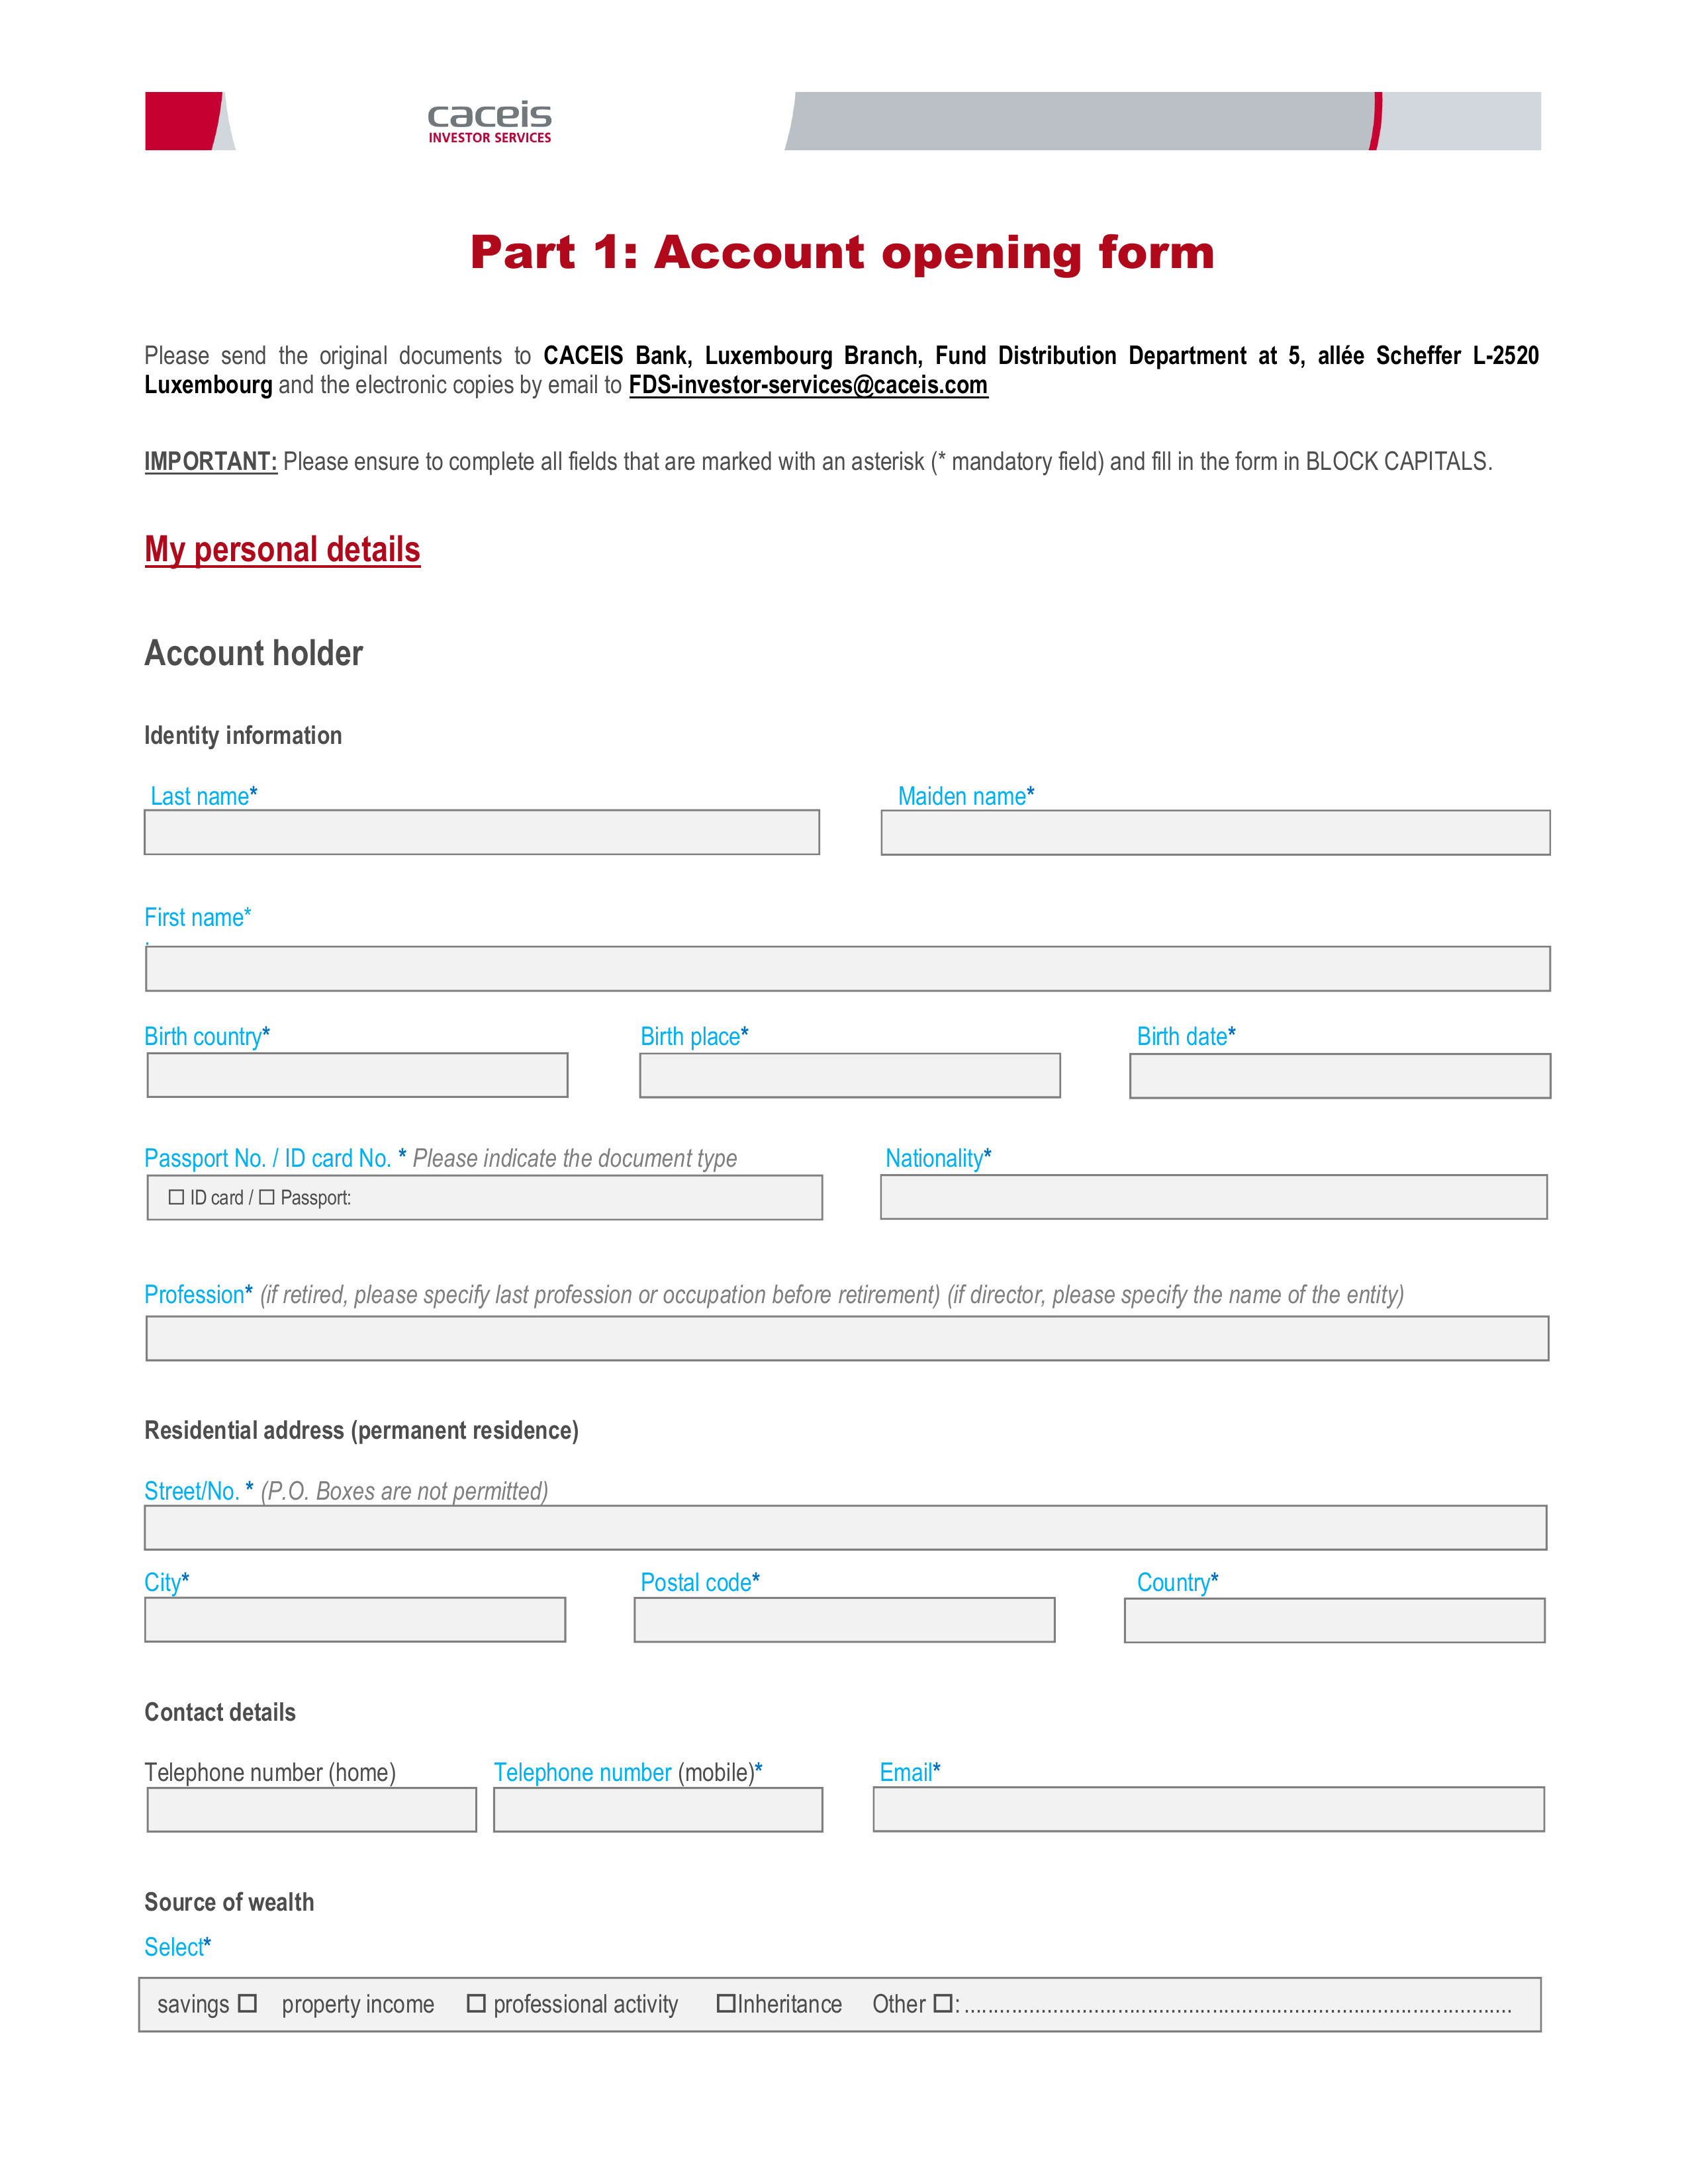 caceis
INVESTOR SERVICES
Part 1: Account opening form
Please send the original documents to CACEIS Bank, Luxembourg Branch, Fund Distribution Department at 5, allée Scheffer L-2520
Luxembourg and the electronic copies by email to FDS-investor-services@caceis.com
IMPORTANT: Please ensure to complete all fields that are marked with an asterisk (* mandatory field) and fill in the form in BLOCK CAPITALS.
My personal details
Account holder
Identity information
Last name* Maiden name*
First name*
.
Birth country* Birth place* Birth date*
Passport No. / ID card No. * Please indicate the document type Nationality*
☐ ID card / ☐ Passport:
Profession* (if retired, please specify last profession or occupation before retirement) (if director, please specify the name of the entity)
Residential address (permanent residence)
Street/No. * (P.O. Boxes are not permitted)
City* Postal code* Country*
Contact details
Telephone number (home) Telephone number (mobile)* Email*
Source of wealth
Select*
savings ☐ property income ☐ professional activity ☐Inheritance Other ☐: ............................................................................................